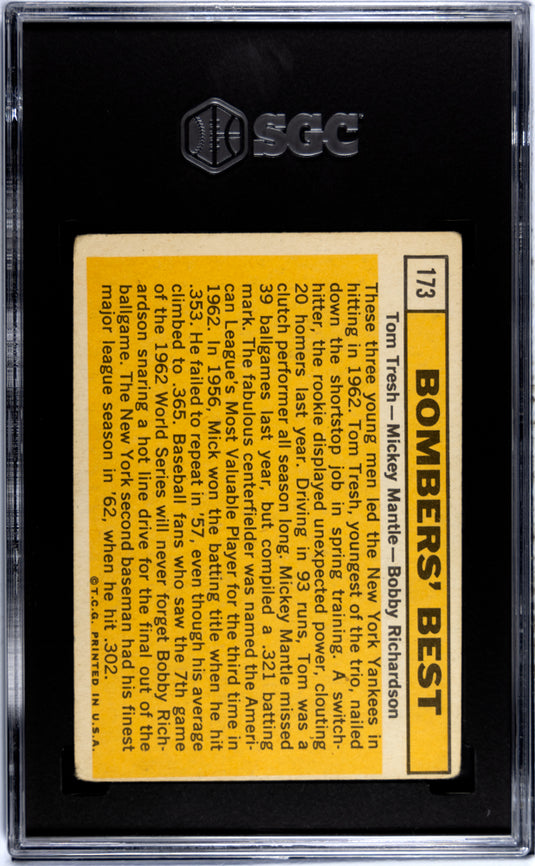 SGC
173
BOMBERS' BEST
Tom Tresh—Mickey Mantle—Bobby Richardson
These three young men led the New York Yankees in
hitting in 1962. Tom Tresh, youngest of the trio, nailed
down the shortstop job in spring training. A switch-
hitter, the rookie displayed unexpected power, clouting
20 homers last year. Driving in 93 runs, Tom was a
clutch performer all season long. Mickey Mantle missed
39 ballgames last year, but compiled a .321 batting
mark. The fabulous centerfielder was named the Ameri-
can League's Most Valuable Player for the third time in
1962. In 1956, Mick won the batting title when he hit
.353. He failed to repeat in '57, even though his average
climbed to .365. Baseball fans who saw the 7th game
of the 1962 World Series will never forget Bobby Rich-
ardson snaring a hot line drive for the final out of the
ballgame. The New York second baseman had his finest
major league season in '62, when he hit .302.
©T.C.G. PRINTED IN U.S.A.